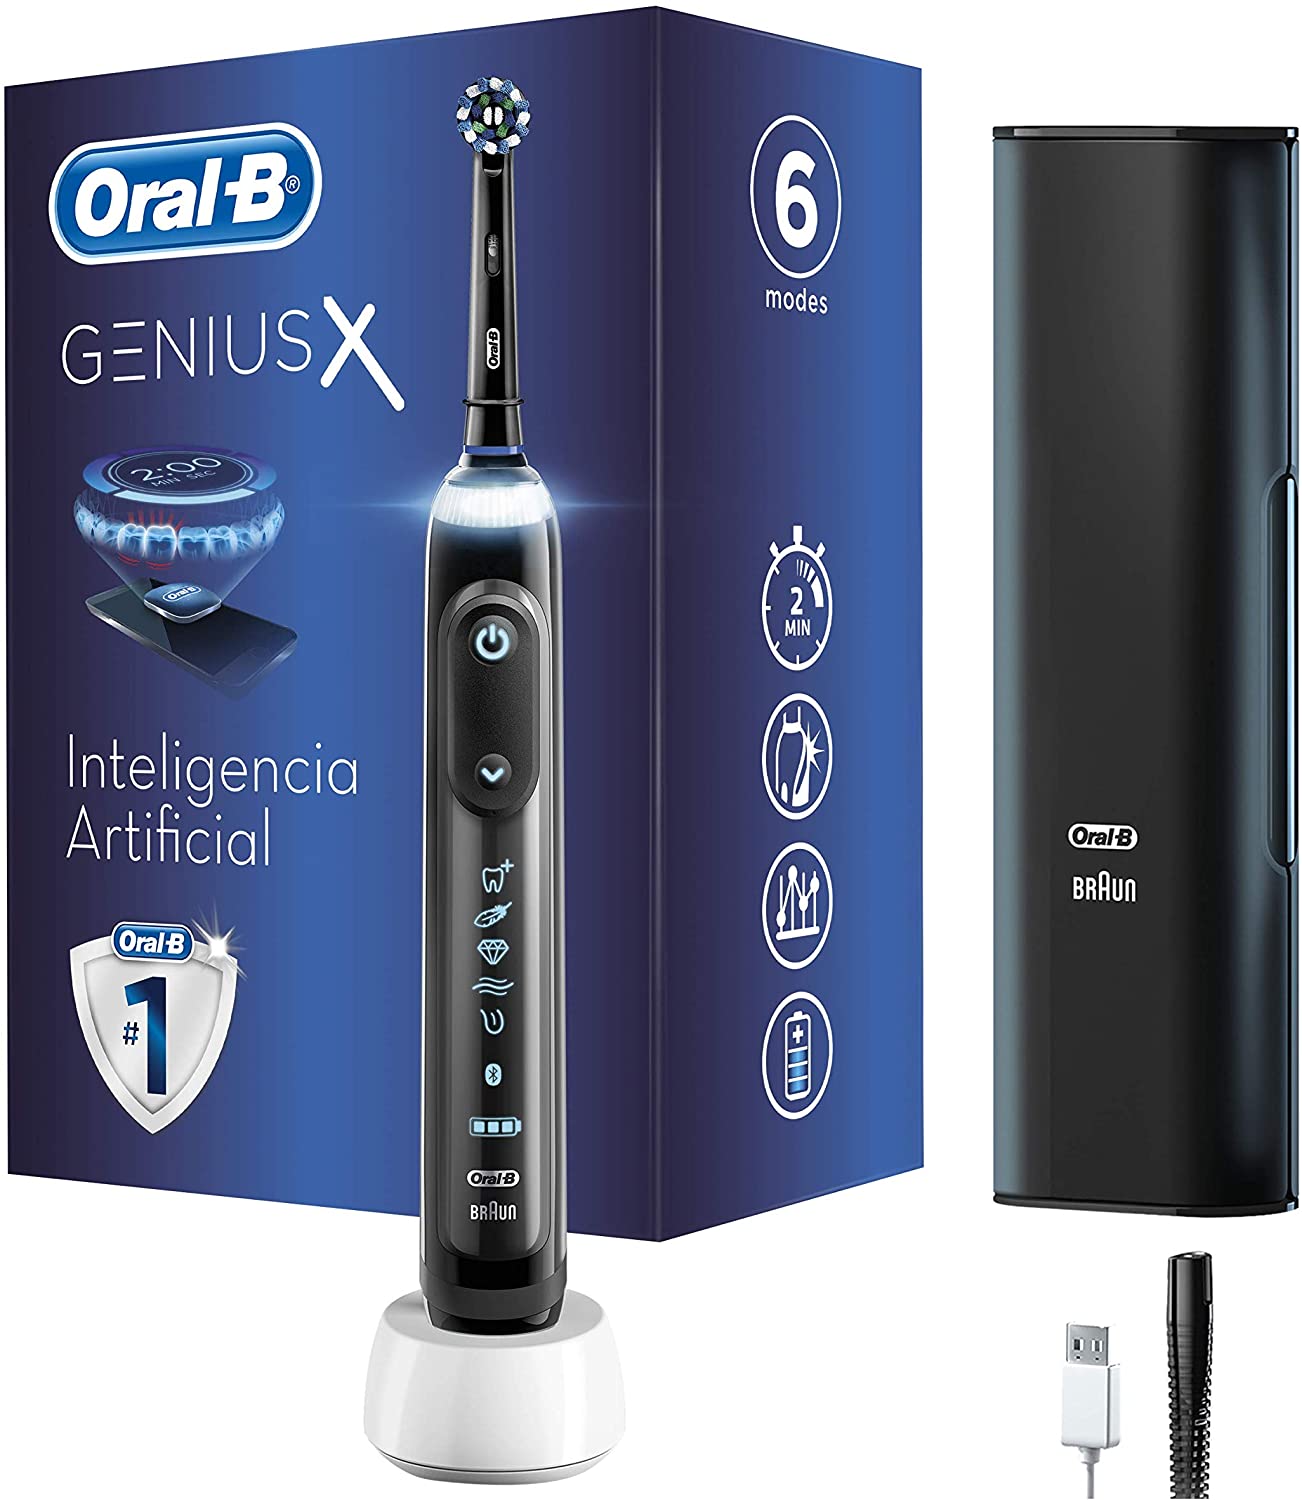 Oral-B®
GENIUS X
2:00
MIN SEC
Oral-B
Inteligencia
Artificial
Oral-B
#1
Oral-B
Oral-B
BRAUN
6
modes
2
MIN
Oral-B
BRAUN